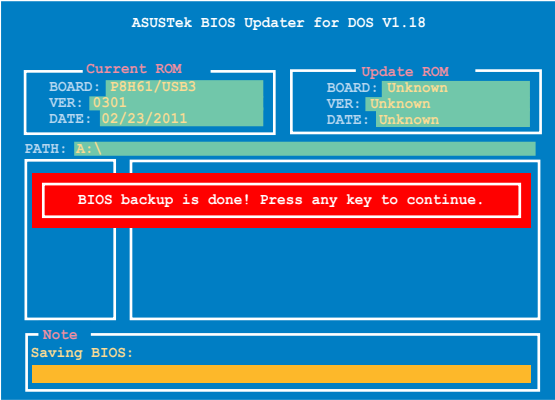 ASUSTek BIOS Updater for DOS V1.18
Current ROM
BOARD: P8H61/USB3
VER: 0301
DATE: 02/23/2011
Update ROM
BOARD: Unknown
VER: Unknown
DATE: Unknown
PATH: A:\
BIOS backup is done! Press any key to continue.
Note
Saving BIOS: